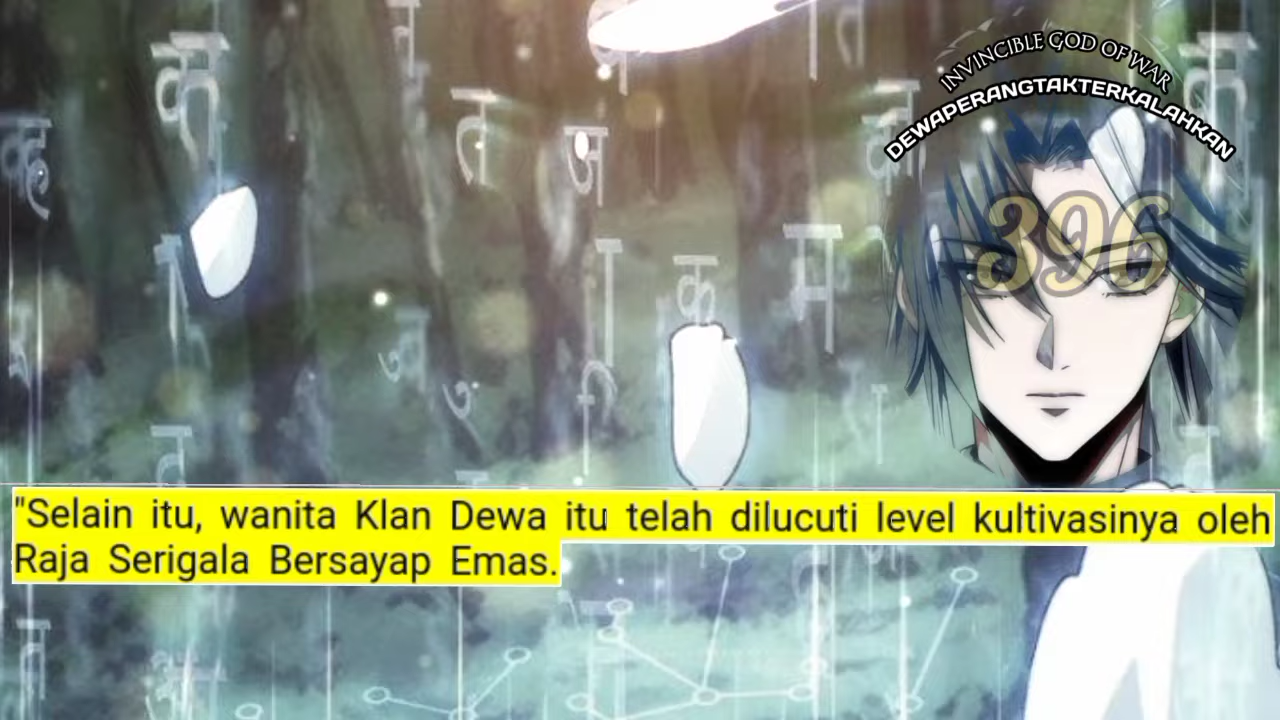 INVINCIBLE GOD OF WAR
DEWAPERANGTAKTERKALAHKAN
396
क
त
ज
क
म
"Selain itu, wanita Klan Dewa itu telah dilucuti level kultivasinya oleh
Raja Serigala Bersayap Emas.